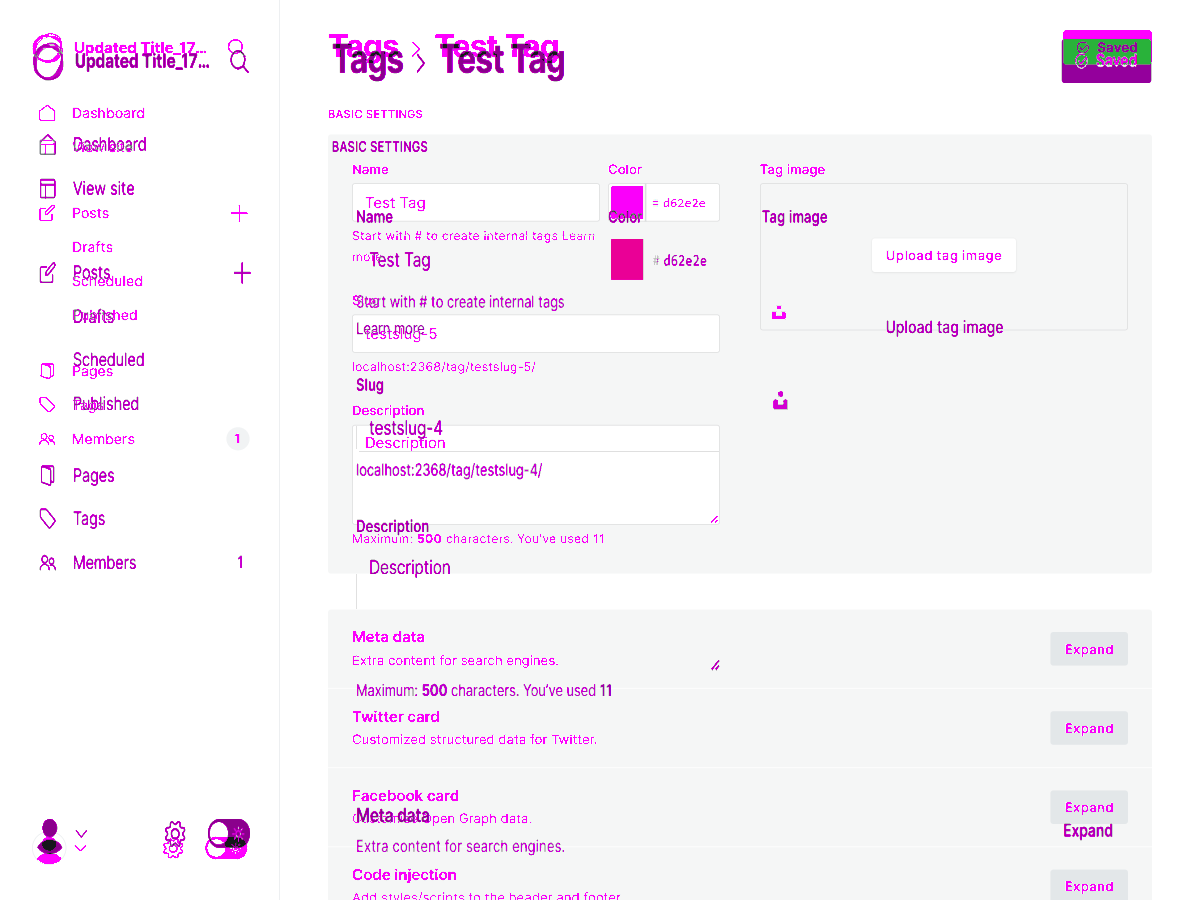 Updated Title_17...
Updated Title_17...
Dashboard
Dashboard
View site
View site
Posts
Drafts
Posts
Scheduled
Published
Drafts
Scheduled
Pages
Tags
Published
Members 1
Pages
Tags
Members 1
Tags > Test Tag
Tags > Test Tag
Saved
Saved
BASIC SETTINGS
BASIC SETTINGS
Name
Color
Tag image
Test Tag
= d62e2e
Name
Color
Tag image
Start with # to create internal tags Learn
more
Test Tag
# d62e2e
Upload tag image
Slug
Start with # to create internal tags
Learn more
testslug-5
Upload tag image
localhost:2368/tag/testslug-5/
Slug
Description
testslug-4
Description
localhost:2368/tag/testslug-4/
Description
Maximum: 500 characters. You've used 11
Description
Meta data
Extra content for search engines.
Expand
Maximum: 500 characters. You've used 11
Twitter card
Customized structured data for Twitter.
Expand
Facebook card
Expand
Meta data
Customized Open Graph data.
Expand
Extra content for search engines.
Code injection
Add styles/scripts to the header and footer
Expand